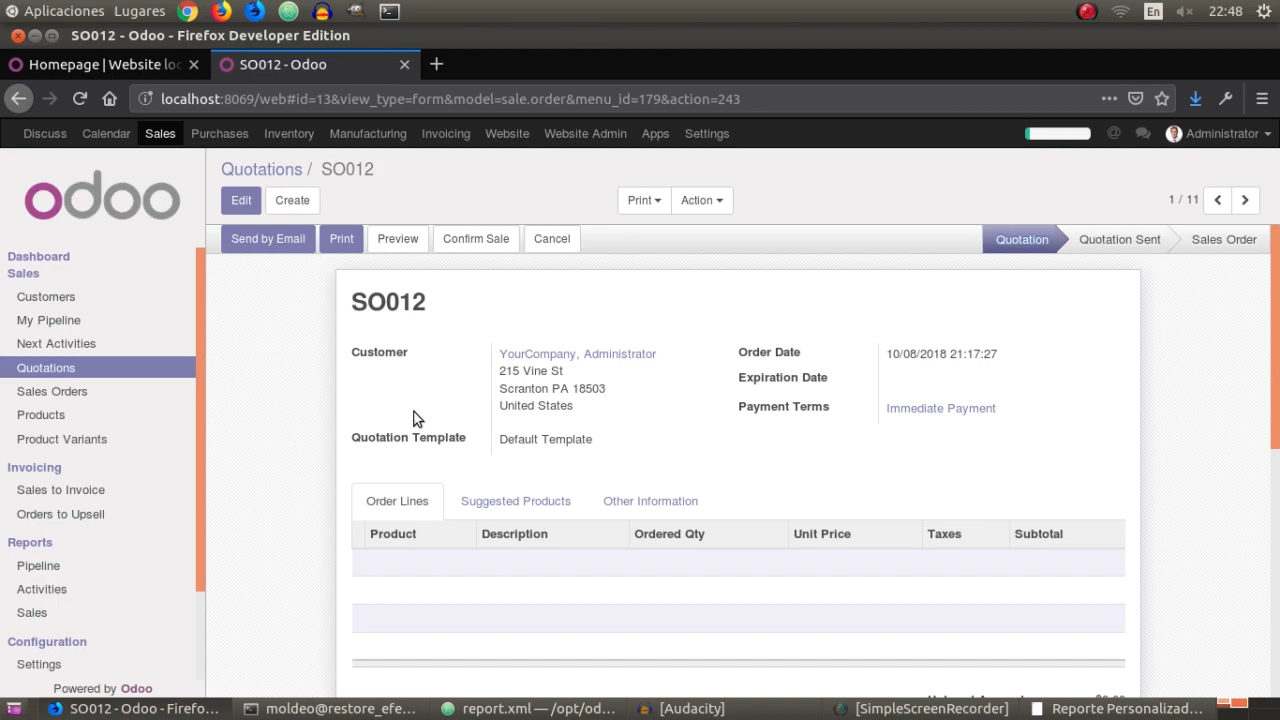 Aplicaciones Lugares En 22:48
SO012 - Odoo - Firefox Developer Edition
Homepage | Website loc SO012 - Odoo
localhost:8069/web#id=13&view_type=form&model=sale.order&menu_id=179&action=243
Discuss Calendar Sales Purchases Inventory Manufacturing Invoicing Website Website Admin Apps Settings @ Administrator
odoo
Quotations / SO012
Edit Create Print Action 1 / 11
Send by Email Print Preview Confirm Sale Cancel Quotation Quotation Sent Sales Order
Dashboard
Sales
Customers
My Pipeline
Next Activities
Quotations
Sales Orders
Products
Product Variants
Invoicing
Sales to Invoice
Orders to Upsell
Reports
Pipeline
Activities
Sales
Configuration
Settings
Powered by Odoo
SO012
Customer YourCompany, Administrator
215 Vine St
Scranton PA 18503
United States
Quotation Template Default Template
Order Date 10/08/2018 21:17:27
Expiration Date
Payment Terms Immediate Payment
Order Lines Suggested Products Other Information
Product Description Ordered Qty Unit Price Taxes Subtotal
SO012 - Odoo - Firefo... moldeo@restore_efe... report.xml — /opt/od... [Audacity] [SimpleScreenRecorder] Reporte Personalizad...